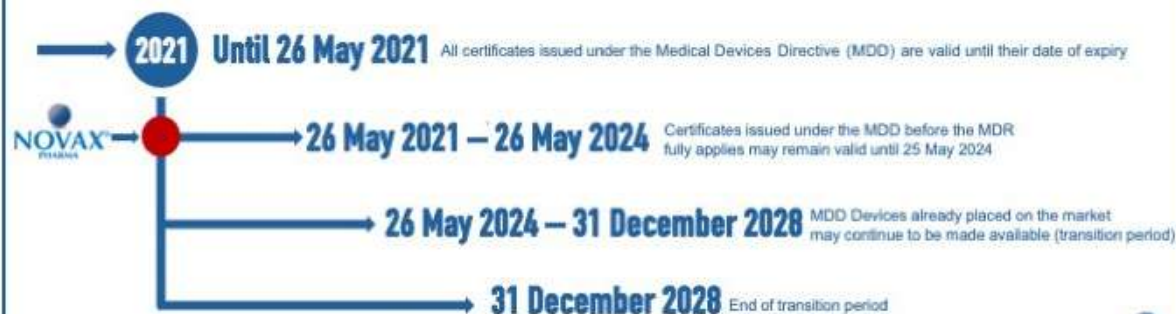 2021 Until 26 May 2021 All certificates issued under the Medical Devices Directive (MDD) are valid until their date of expiry
NOVAX
PHARMA
26 May 2021 – 26 May 2024 Certificates issued under the MDD before the MDR
fully applies may remain valid until 25 May 2024
26 May 2024 – 31 December 2028 MDD Devices already placed on the market
may continue to be made available (transition period)
31 December 2028 End of transition period